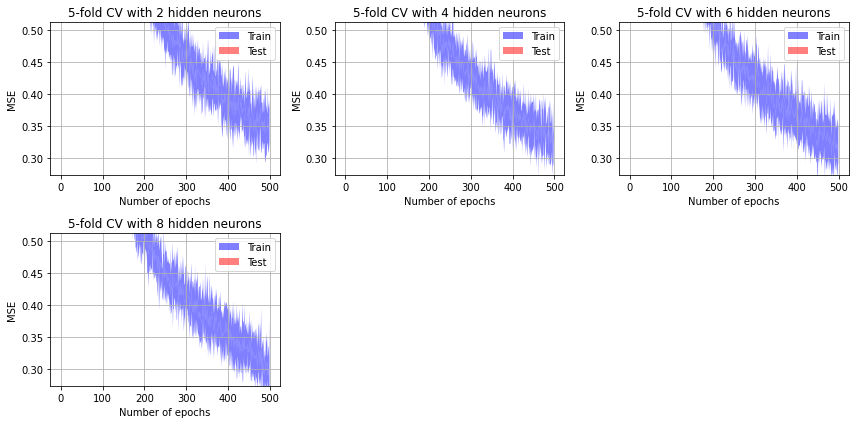 5-fold CV with 2 hidden neurons
0.50
0.45
0.40
0.35
0.30
MSE
Train
Test
0 100 200 300 400 500
Number of epochs
5-fold CV with 4 hidden neurons
0.50
0.45
0.40
0.35
0.30
MSE
Train
Test
0 100 200 300 400 500
Number of epochs
5-fold CV with 6 hidden neurons
0.50
0.45
0.40
0.35
0.30
MSE
Train
Test
0 100 200 300 400 500
Number of epochs
5-fold CV with 8 hidden neurons
0.50
0.45
0.40
0.35
0.30
MSE
Train
Test
0 100 200 300 400 500
Number of epochs